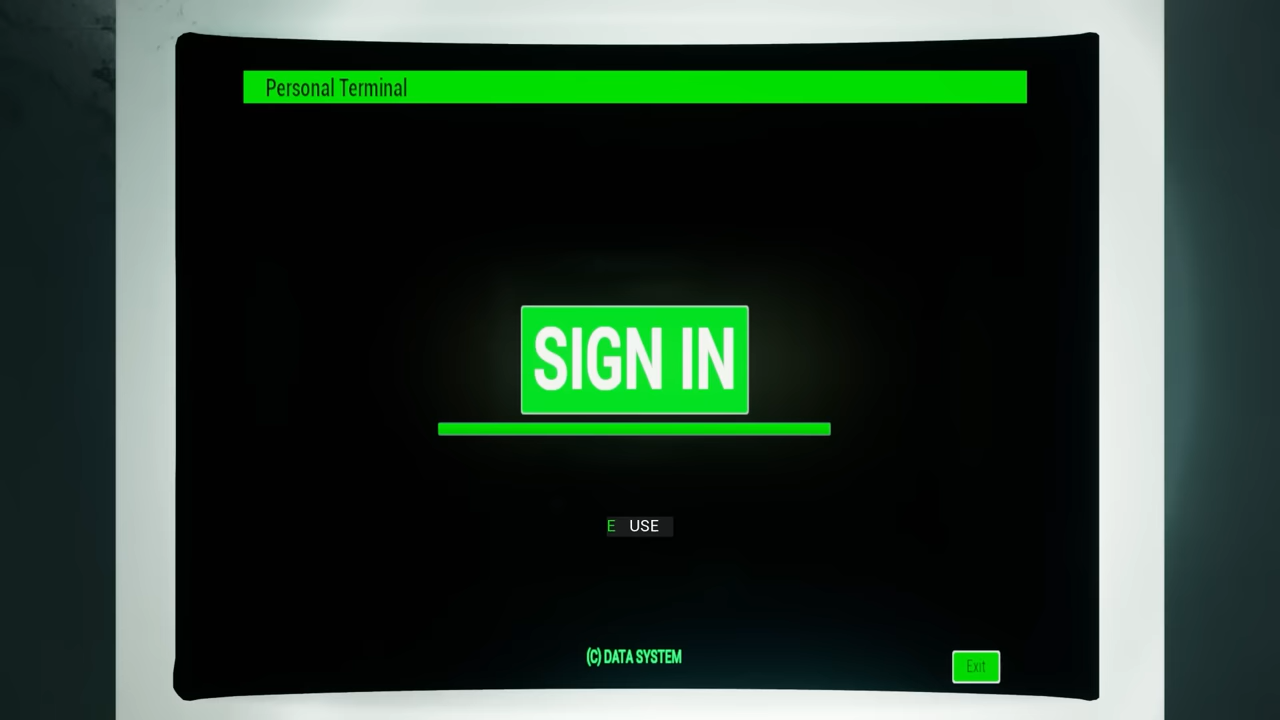 Personal Terminal
SIGN IN
E USE
(C) DATA SYSTEM
Exit